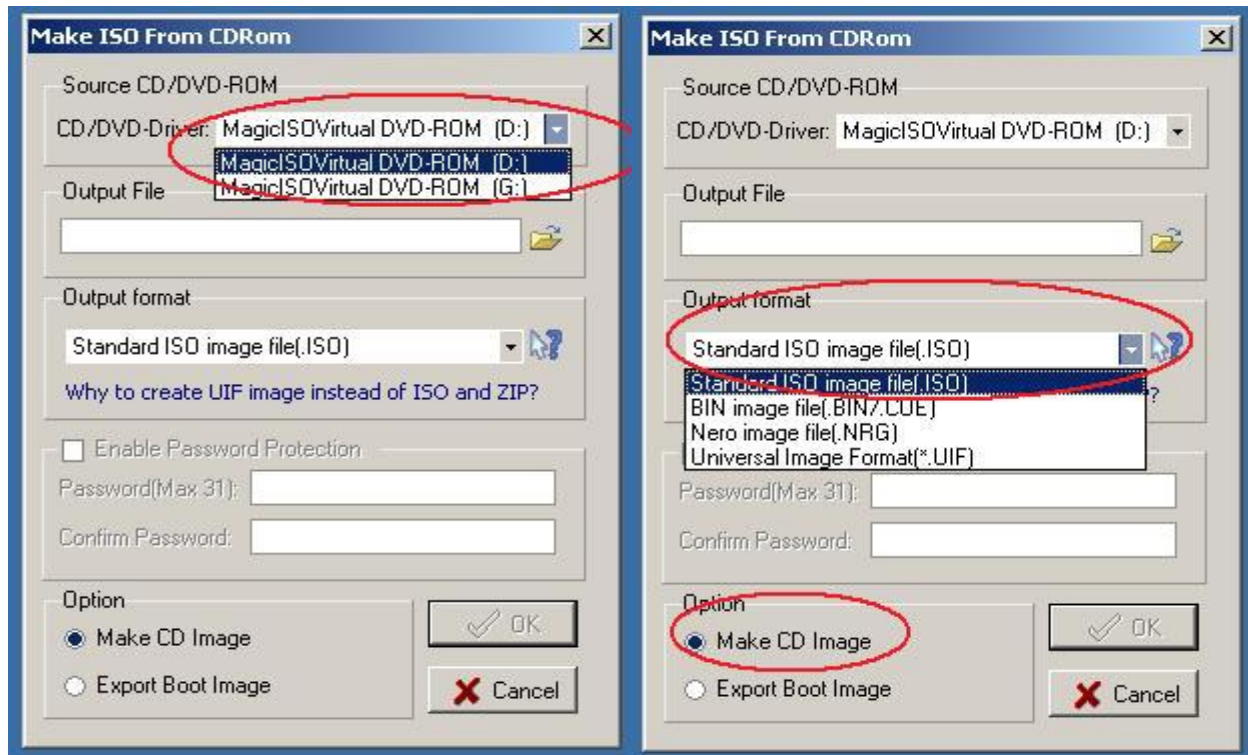 Make ISO From CDRom
Source CD/DVD-ROM
CD/DVD-Driver: MagicISOVirtual DVD-ROM (D:)
MagicISOVirtual DVD-ROM (D:)
MagicISOVirtual DVD-ROM (G:)
Output File
Output format
Standard ISO image file(.ISO)
Why to create UIF image instead of ISO and ZIP?
Enable Password Protection
Password(Max 31):
Confirm Password:
Option
Make CD Image
Export Boot Image
OK
Cancel
Make ISO From CDRom
Source CD/DVD-ROM
CD/DVD-Driver: MagicISOVirtual DVD-ROM (D:)
Output File
Output format
Standard ISO image file(.ISO)
Standard ISO image file(.ISO)
BIN image file(.BIN/.CUE)
Nero image file(.NRG)
Universal Image Format(*.UIF)
?
Password(Max 31):
Confirm Password:
Option
Make CD Image
Export Boot Image
OK
Cancel